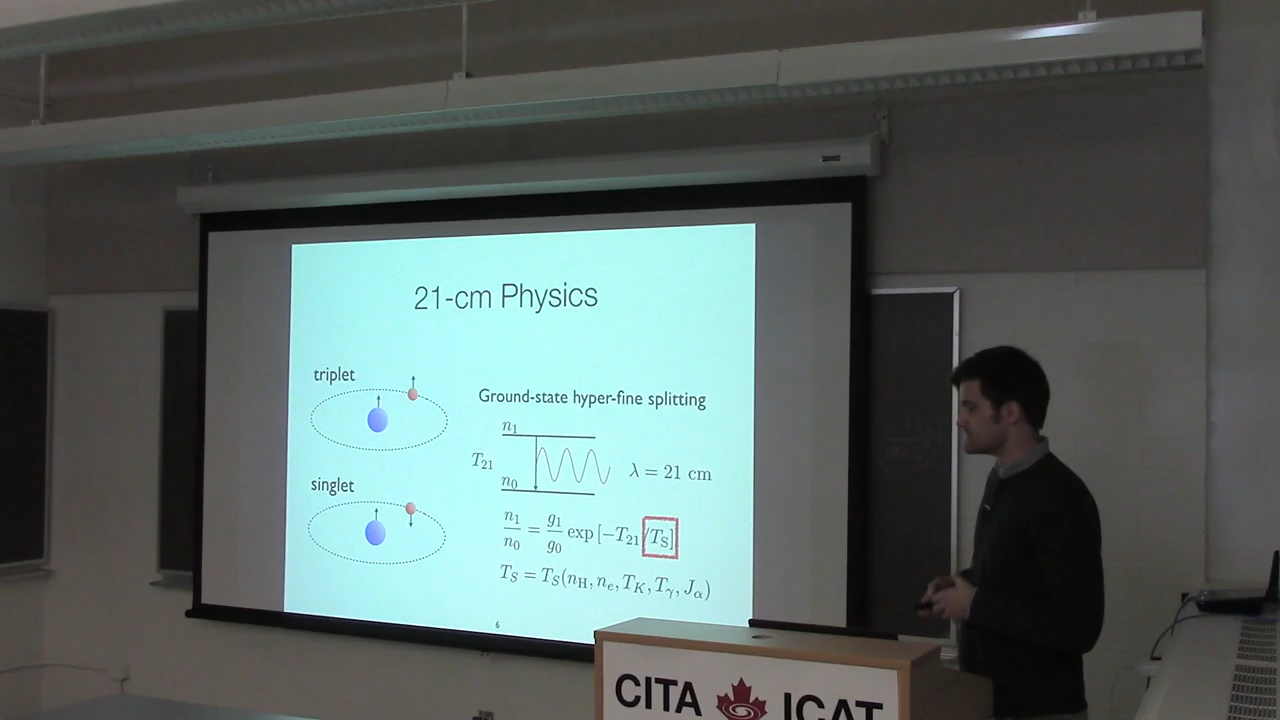 21-cm Physics
triplet
singlet
Ground-state hyper-fine splitting
n₁
T₂₁
λ = 21 cm
n₀
n₁/n₀ = g₁/g₀ exp [−T₂₁/T_S]
T_S = T_S(n_H, n_e, T_K, T_γ, J_α)
6
CITA ICAT